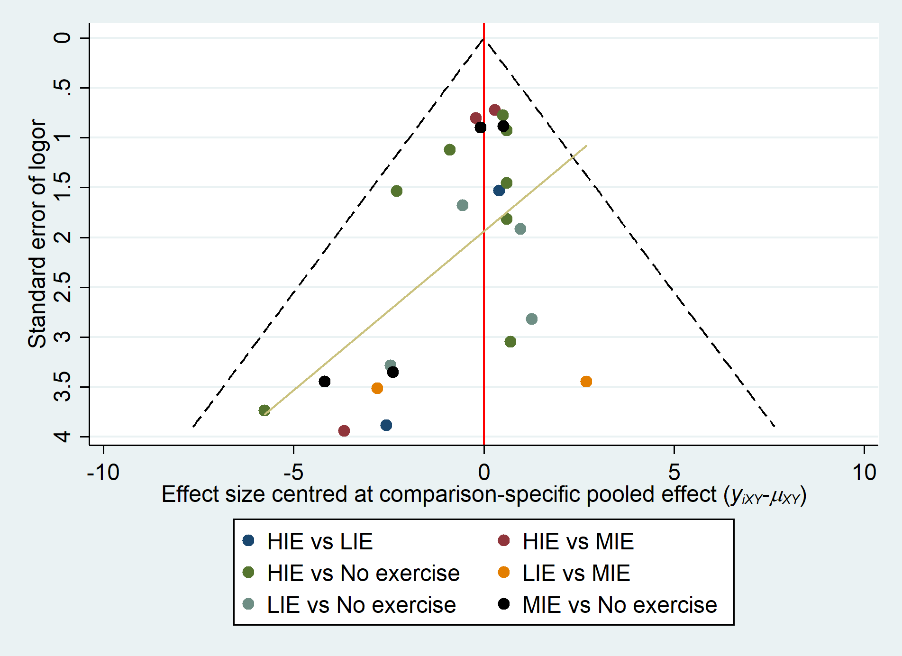 Standard error of logor
0
.5
1
1.5
2
2.5
3
3.5
4
-10 -5 0 5 10
Effect size centred at comparison-specific pooled effect (yiXY-μXY)
HIE vs LIE HIE vs MIE
HIE vs No exercise LIE vs MIE
LIE vs No exercise MIE vs No exercise